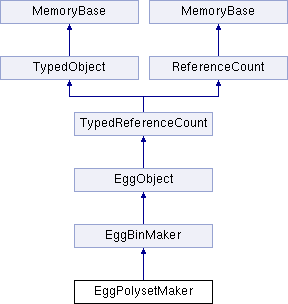 MemoryBase MemoryBase
TypedObject ReferenceCount
TypedReferenceCount
EggObject
EggBinMaker
EggPolysetMaker